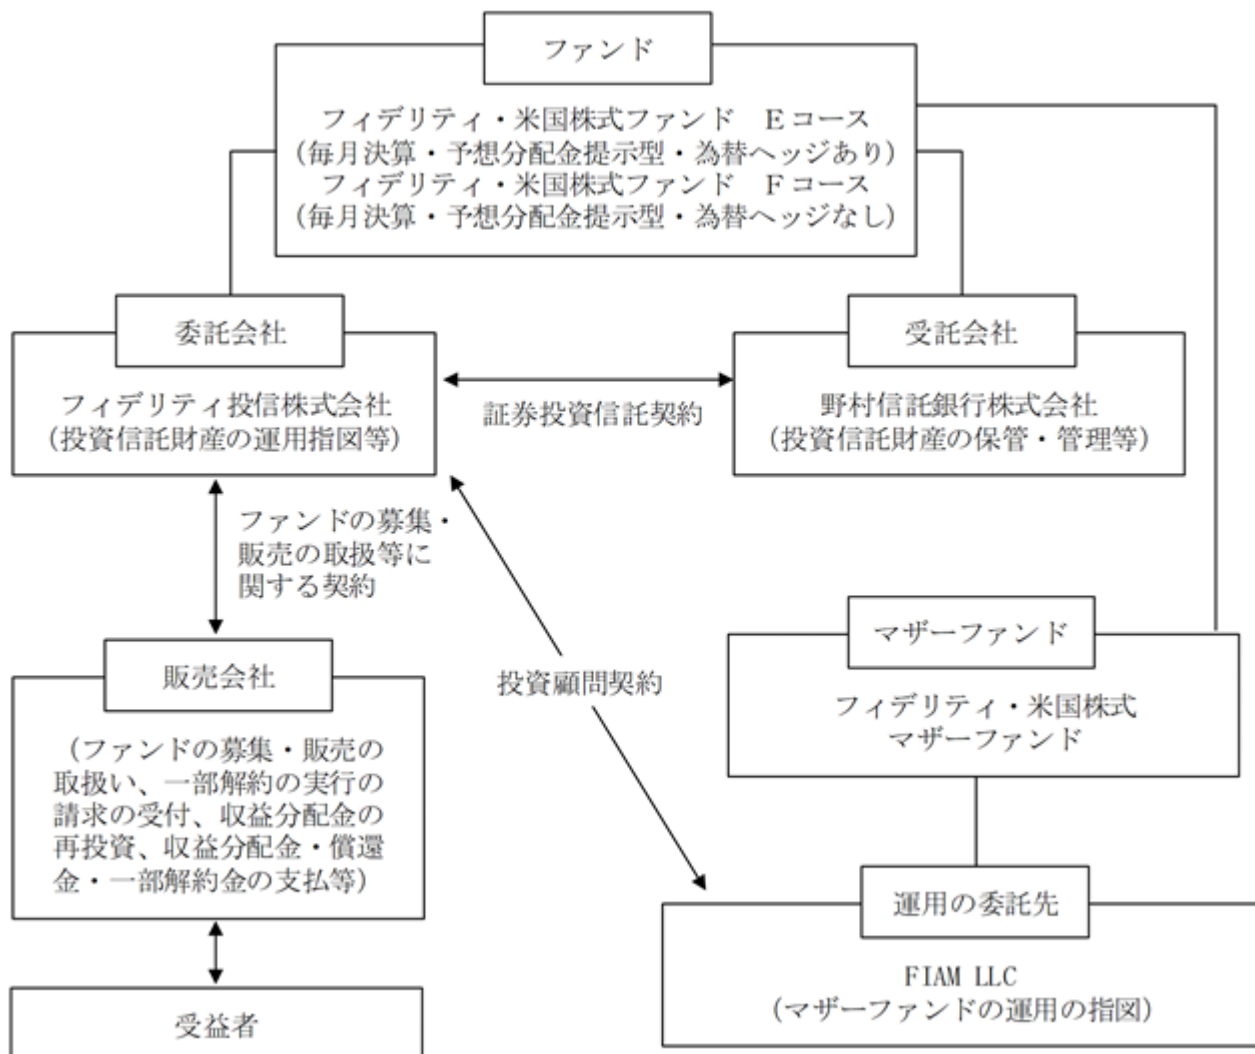 ファンド
フィデリティ・米国株式ファンド　Ｅコース
（毎月決算・予想分配金提示型・為替ヘッジあり）
フィデリティ・米国株式ファンド　Ｆコース
（毎月決算・予想分配金提示型・為替ヘッジなし）
委託会社
フィデリティ投信株式会社
（投資信託財産の運用指図等）
証券投資信託契約
受託会社
野村信託銀行株式会社
（投資信託財産の保管・管理等）
ファンドの募集・
販売の取扱等に
関する契約
投資顧問契約
マザーファンド
フィデリティ・米国株式
マザーファンド
販売会社
（ファンドの募集・販売の
取扱い、一部解約の実行の
請求の受付、収益分配金の
再投資、収益分配金・償還
金・一部解約金の支払等）
運用の委託先
FIAM LLC
（マザーファンドの運用の指図）
受益者